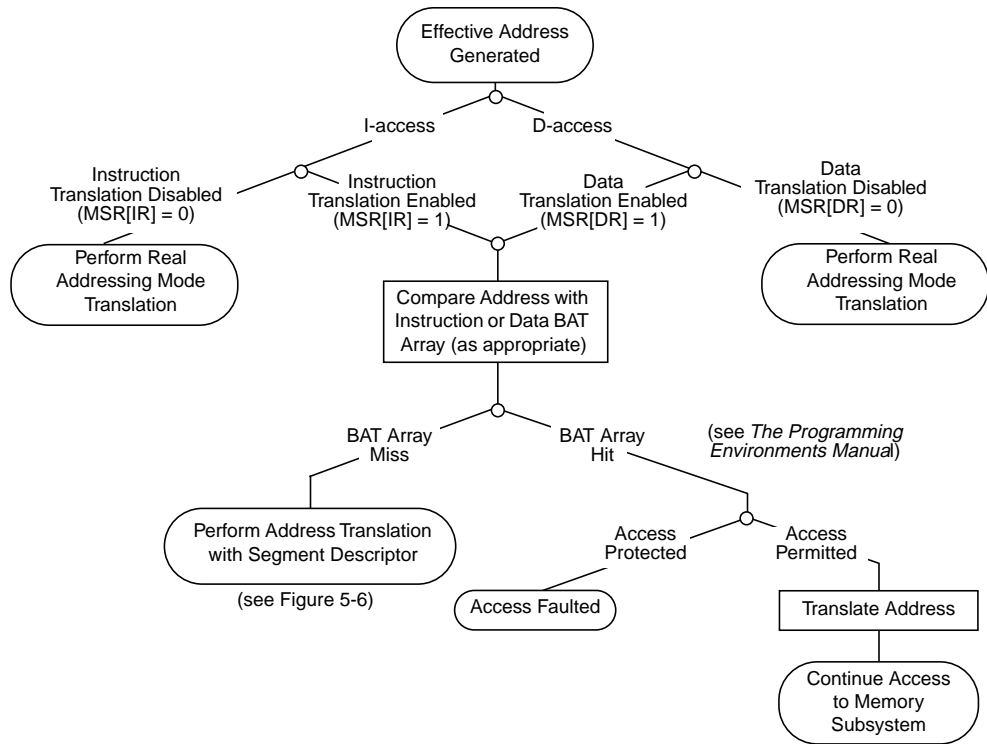 Effective Address
Generated
I-access
D-access
Instruction
Translation Disabled
(MSR[IR] = 0)
Instruction
Translation Enabled
(MSR[IR] = 1)
Data
Translation Enabled
(MSR[DR] = 1)
Data
Translation Disabled
(MSR[DR] = 0)
Perform Real
Addressing Mode
Translation
Perform Real
Addressing Mode
Translation
Compare Address with
Instruction or Data BAT
Array (as appropriate)
BAT Array
Miss
BAT Array
Hit
(see The Programming
Environments Manual)
Perform Address Translation
with Segment Descriptor
(see Figure 5-6)
Access
Protected
Access
Permitted
Access Faulted
Translate Address
Continue Access
to Memory
Subsystem